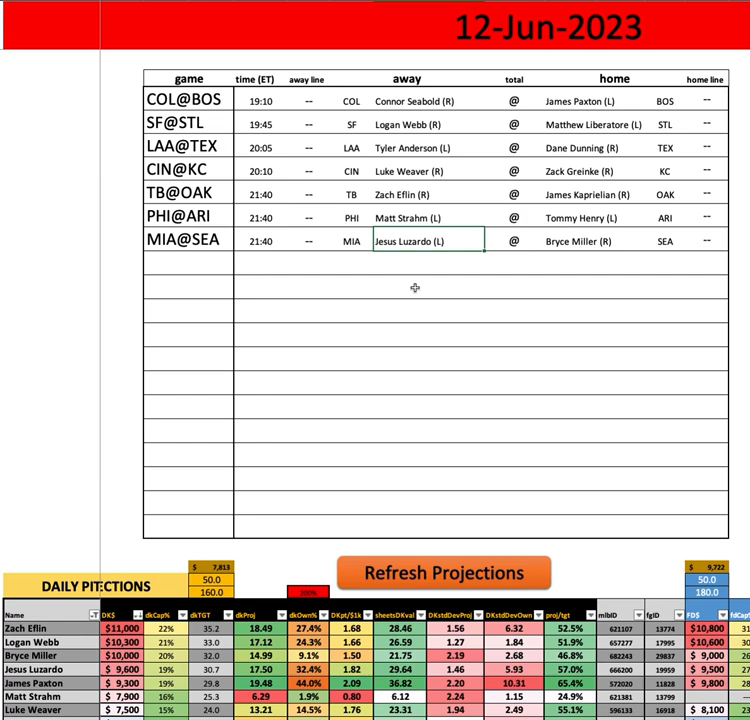 12-Jun-2023
game time (ET) away line away total home home line
COL@BOS 19:10 -- COL Connor Seabold (R) @ James Paxton (L) BOS --
SF@STL 19:45 -- SF Logan Webb (R) @ Matthew Liberatore (L) STL --
LAA@TEX 20:05 -- LAA Tyler Anderson (L) @ Dane Dunning (R) TEX --
CIN@KC 20:10 -- CIN Luke Weaver (R) @ Zack Greinke (R) KC --
TB@OAK 21:40 -- TB Zach Eflin (R) @ James Kaprielian (R) OAK --
PHI@ARI 21:40 -- PHI Matt Strahm (L) @ Tommy Henry (L) ARI --
MIA@SEA 21:40 -- MIA Jesus Luzardo (L) @ Bryce Miller (R) SEA --
$ 7,813 $ 9,722
DAILY PITECTIONS 50.0 Refresh Projections 50.0
160.0 200% 180.0
Name DK$ dkCap% dkTGT dkProj dkOwn% DKpt/$1k sheetsDKval DKstdDevProj DKstdDevOwn proj/tgt mlbID fgID FD$ fdCap%
Zach Eflin $11,000 22% 35.2 18.49 27.4% 1.68 28.46 1.56 6.32 52.5% 621107 13774 $10,800 31
Logan Webb $10,300 21% 33.0 17.12 24.3% 1.66 26.59 1.27 1.84 51.9% 657277 17995 $10,600 30
Bryce Miller $10,000 20% 32.0 14.99 9.1% 1.50 21.75 2.19 2.68 46.8% 682243 29837 $ 9,000 26
Jesus Luzardo $ 9,600 19% 30.7 17.50 32.4% 1.82 29.64 1.46 5.93 57.0% 666200 19959 $ 9,500 27
James Paxton $ 9,300 19% 29.8 19.48 44.0% 2.09 36.82 2.20 10.31 65.4% 572020 11828 $ 9,800 28
Matt Strahm $ 7,900 16% 25.3 6.29 1.9% 0.80 6.12 2.24 1.15 24.9% 621381 13799
Luke Weaver $ 7,500 15% 24.0 13.21 14.5% 1.76 23.31 1.94 2.49 55.1% 596133 16918 $ 8,100 23